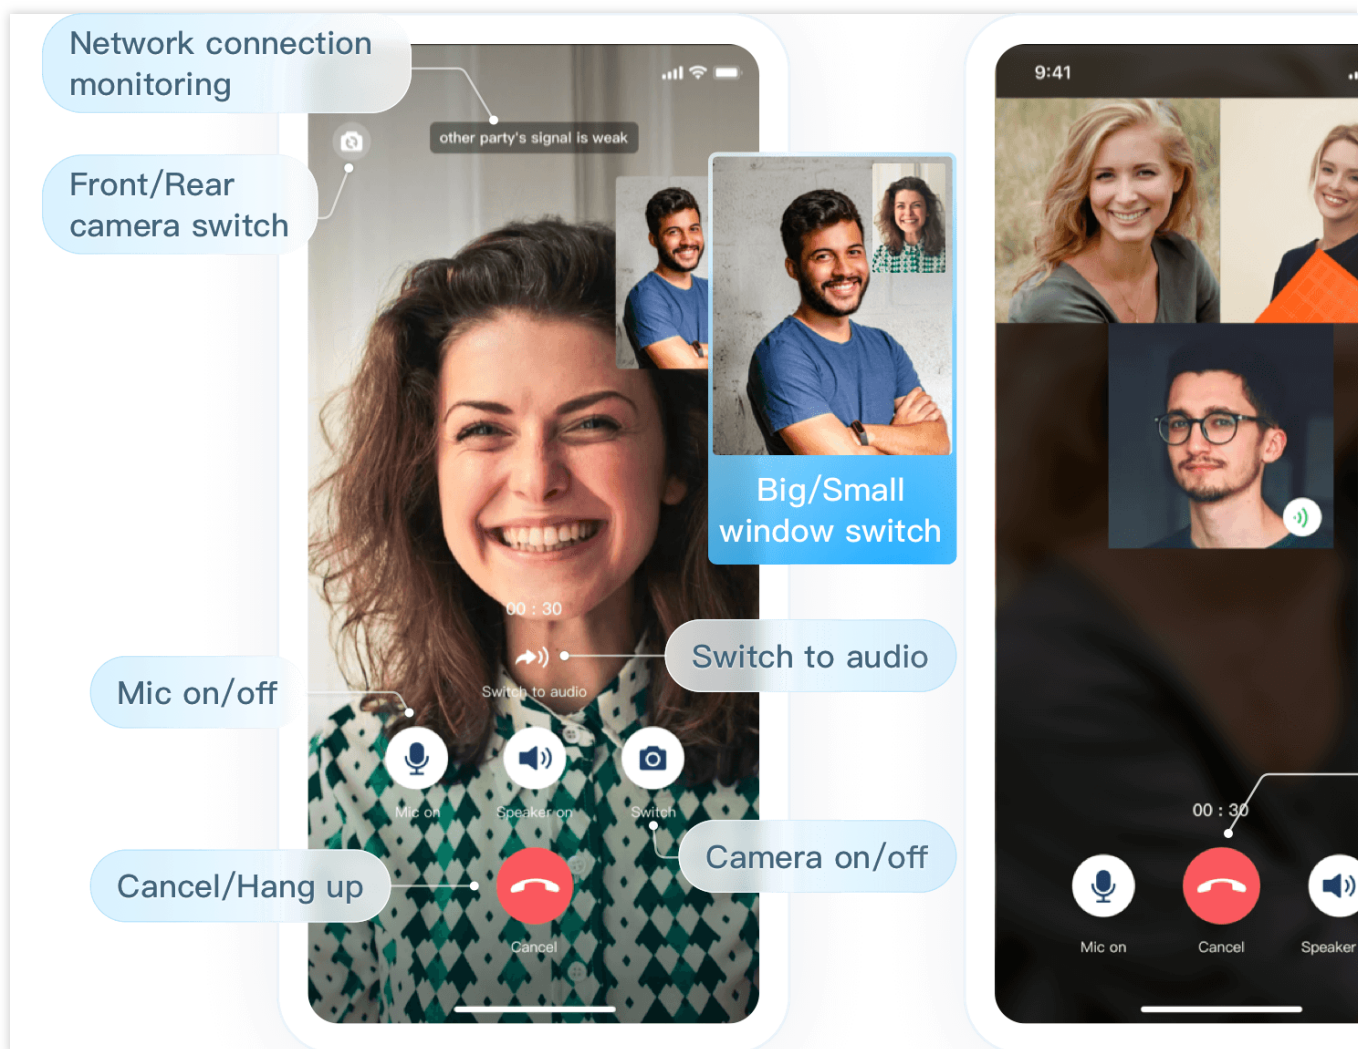 Network connection
monitoring
other party's signal is weak
Front/Rear
camera switch
Big/Small
window switch
00 : 30
Switch to audio
Switch to audio
Mic on/off
Mic on
Speaker on
Switch
Camera on/off
Cancel/Hang up
Cancel
9:41
00 : 30
Mic on
Cancel
Speaker